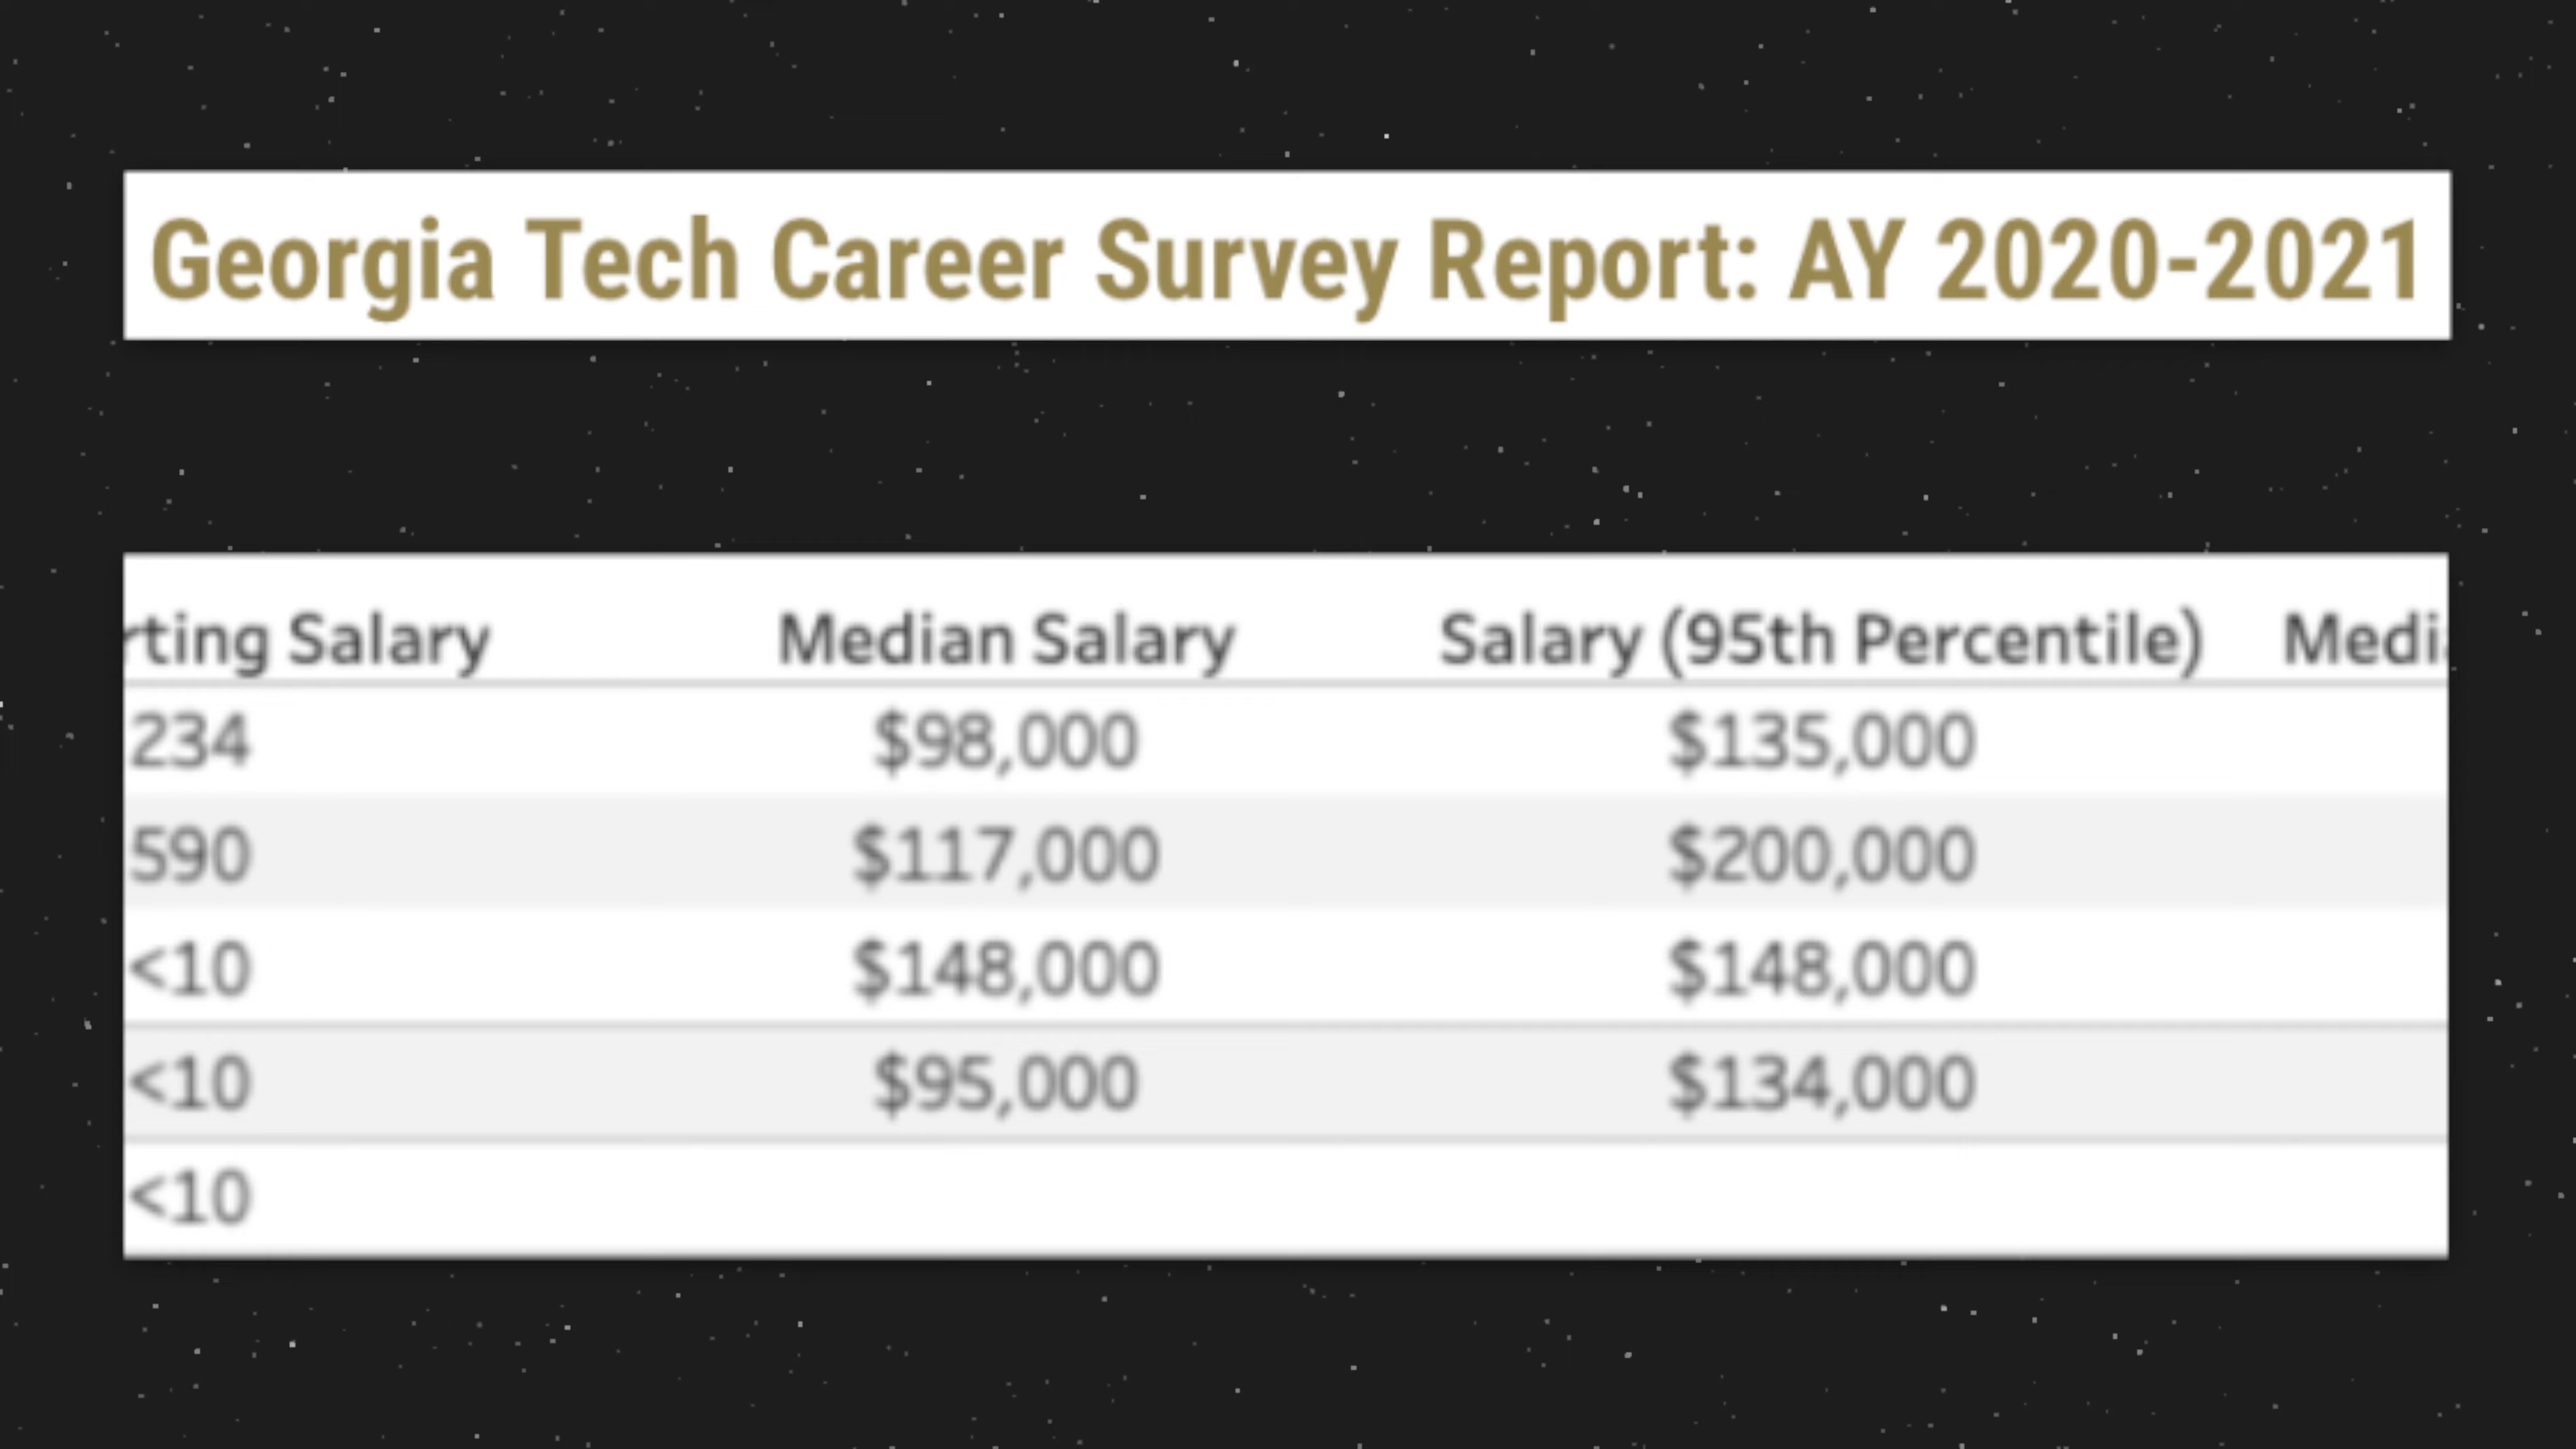 Georgia Tech Career Survey Report: AY 2020-2021
rting Salary Median Salary Salary (95th Percentile) Medi
234 $98,000 $135,000
590 $117,000 $200,000
<10 $148,000 $148,000
<10 $95,000 $134,000
<10